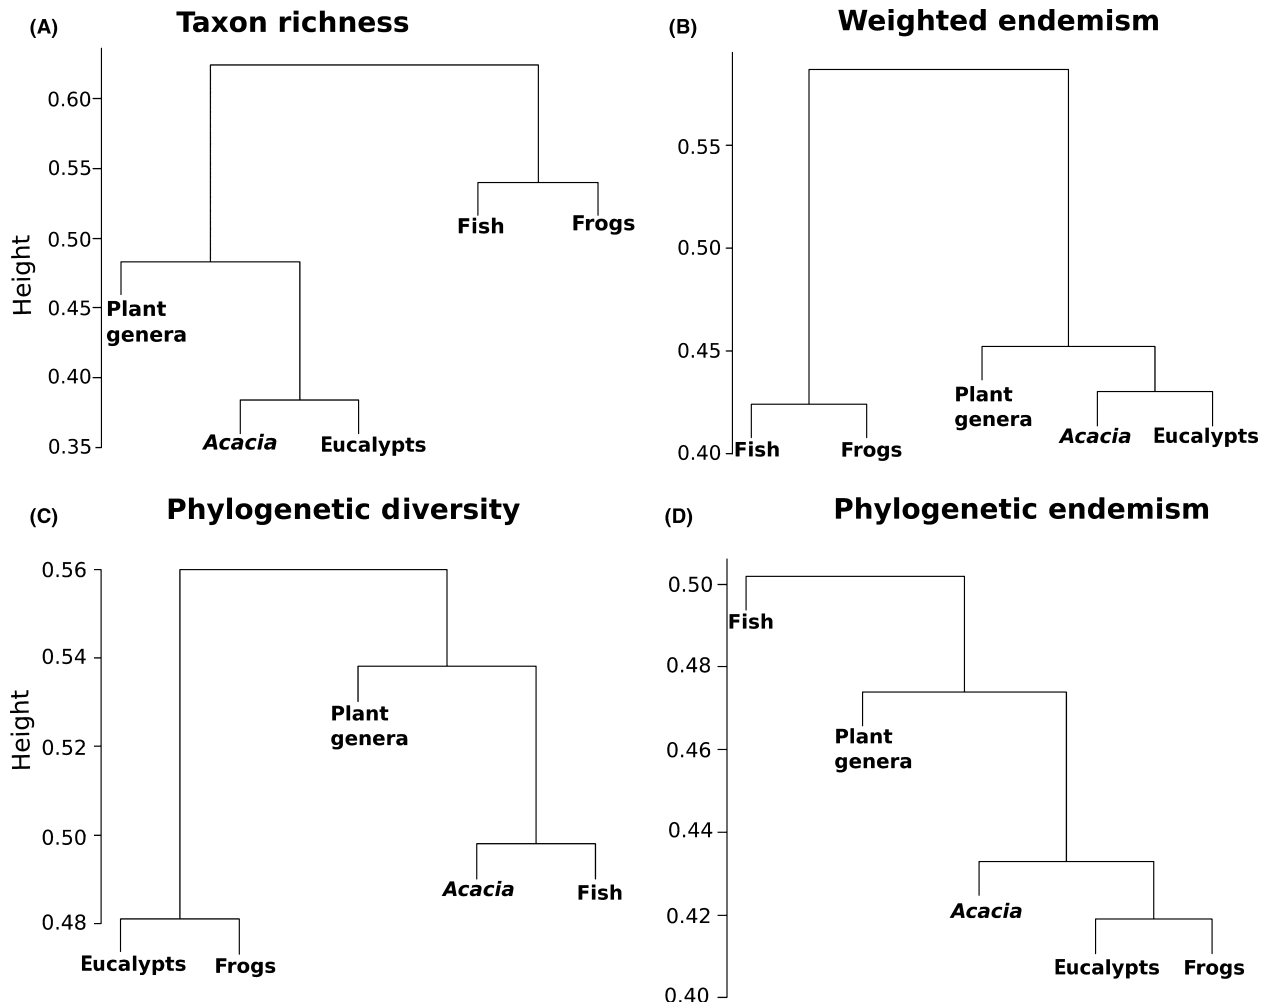 (A)
Taxon richness
Height
0.60
0.55
0.50
0.45
0.40
0.35
Fish
Frogs
Plant
genera
Acacia
Eucalypts
(B)
Weighted endemism
0.55
0.50
0.45
0.40
Plant
genera
Acacia
Eucalypts
Fish
Frogs
(C)
Phylogenetic diversity
Height
0.56
0.54
0.52
0.50
0.48
Plant
genera
Acacia
Fish
Eucalypts
Frogs
(D)
Phylogenetic endemism
0.50
0.48
0.46
0.44
0.42
0.40
Fish
Plant
genera
Acacia
Eucalypts
Frogs